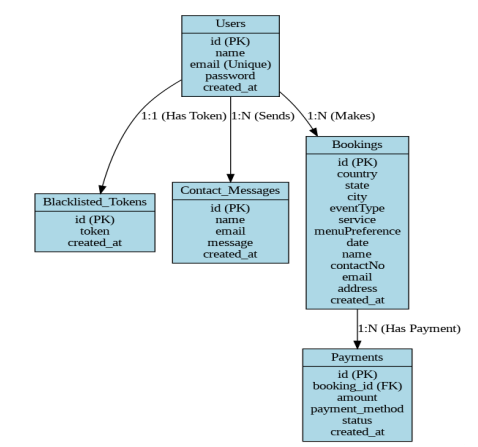 Users
id (PK)
name
email (Unique)
password
created_at
1:1 (Has Token)
1:N (Sends)
1:N (Makes)
Blacklisted_Tokens
id (PK)
token
created_at
Contact_Messages
id (PK)
name
email
message
created_at
Bookings
id (PK)
country
state
city
eventType
service
menuPreference
date
name
contactNo
email
address
created_at
1:N (Has Payment)
Payments
id (PK)
booking_id (FK)
amount
payment_method
status
created_at